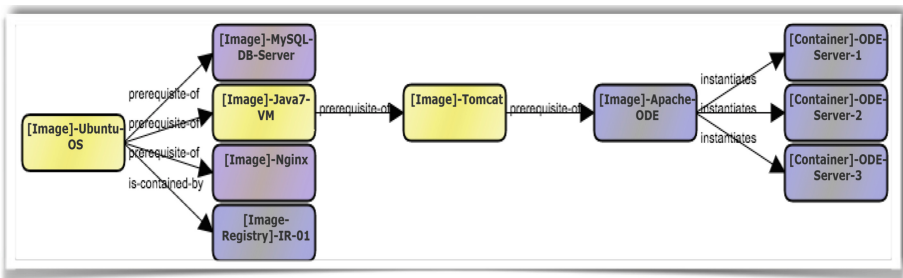 [Image]-Ubuntu-
OS
prerequisite-of
prerequisite-of
prerequisite-of
is-contained-by
[Image]-MySQL-
DB-Server
[Image]-Java7-
VM
[Image]-Nginx
[Image-
Registry]-IR-01
prerequisite-of
[Image]-Tomcat
prerequisite-of
[Image]-Apache-
ODE
instantiates
instantiates
instantiates
[Container]-ODE-
Server-1
[Container]-ODE-
Server-2
[Container]-ODE-
Server-3